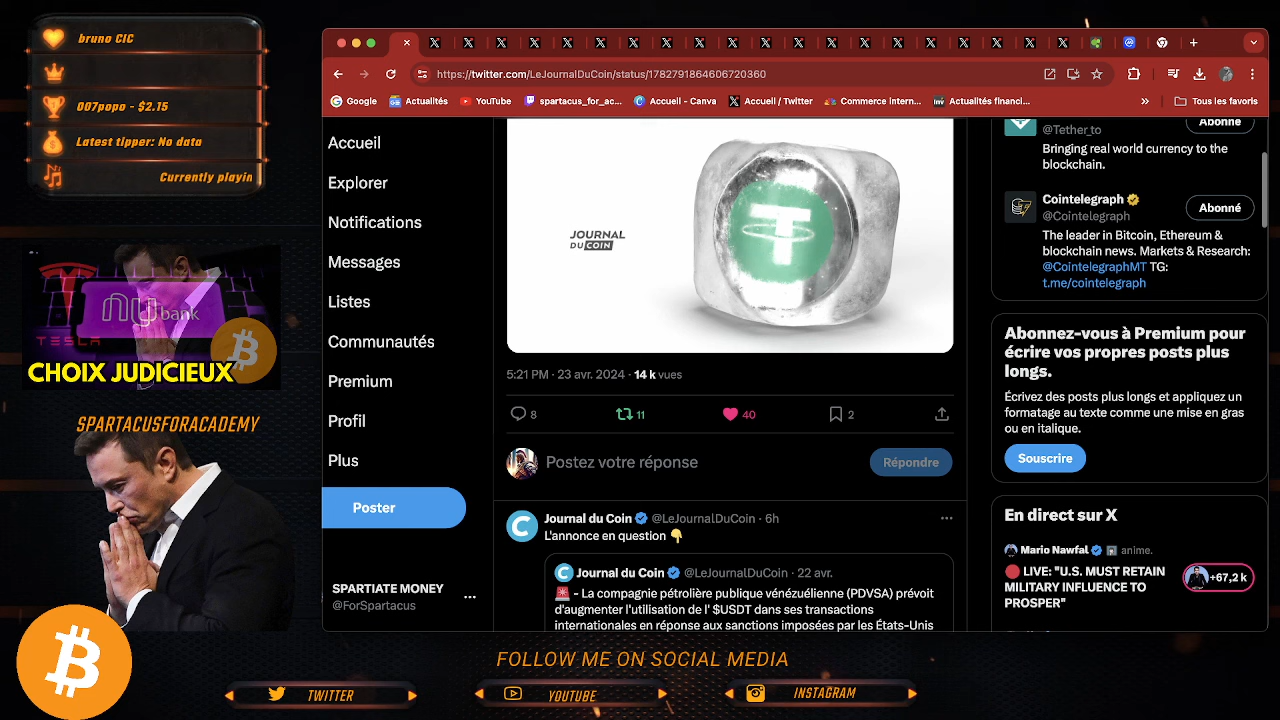 bruno CIC
007popo - $2.15
Latest tipper: No data
Currently playin
TESLA
nu bank
CHOIX JUDICIEUX
SPARTACUSFORACADEMY
https://twitter.com/LeJournalDuCoin/status/1782791864606720360
Google
Actualités
YouTube
spartacus_for_ac...
Accueil - Canva
Accueil / Twitter
Commerce intern...
Actualités financi...
»
Tous les favoris
Accueil
Explorer
Notifications
Messages
Listes
Communautés
Premium
Profil
Plus
Poster
SPARTIATE MONEY
@ForSpartacus
JOURNAL
DU COIN
5:21 PM · 23 avr. 2024 · 14 k vues
8
11
40
2
Postez votre réponse
Répondre
Journal du Coin @LeJournalDuCoin · 6h
L'annonce en question 👇
Journal du Coin @LeJournalDuCoin · 22 avr.
🚨 - La compagnie pétrolière publique vénézuélienne (PDVSA) prévoit
d'augmenter l'utilisation de l' $USDT dans ses transactions
internationales en réponse aux sanctions imposées par les États-Unis
@Tether_to
Abonné
Bringing real world currency to the
blockchain.
Cointelegraph
@Cointelegraph
Abonné
The leader in Bitcoin, Ethereum &
blockchain news. Markets & Research:
@CointelegraphMT TG:
t.me/cointelegraph
Abonnez-vous à Premium pour
écrire vos propres posts plus
longs.
Écrivez des posts plus longs et appliquez un
formatage au texte comme une mise en gras
ou en italique.
Souscrire
En direct sur X
Mario Nawfal anime.
🔴 LIVE: "U.S. MUST RETAIN
MILITARY INFLUENCE TO
PROSPER"
+67,2 k
FOLLOW ME ON SOCIAL MEDIA
TWITTER
YOUTUBE
INSTAGRAM